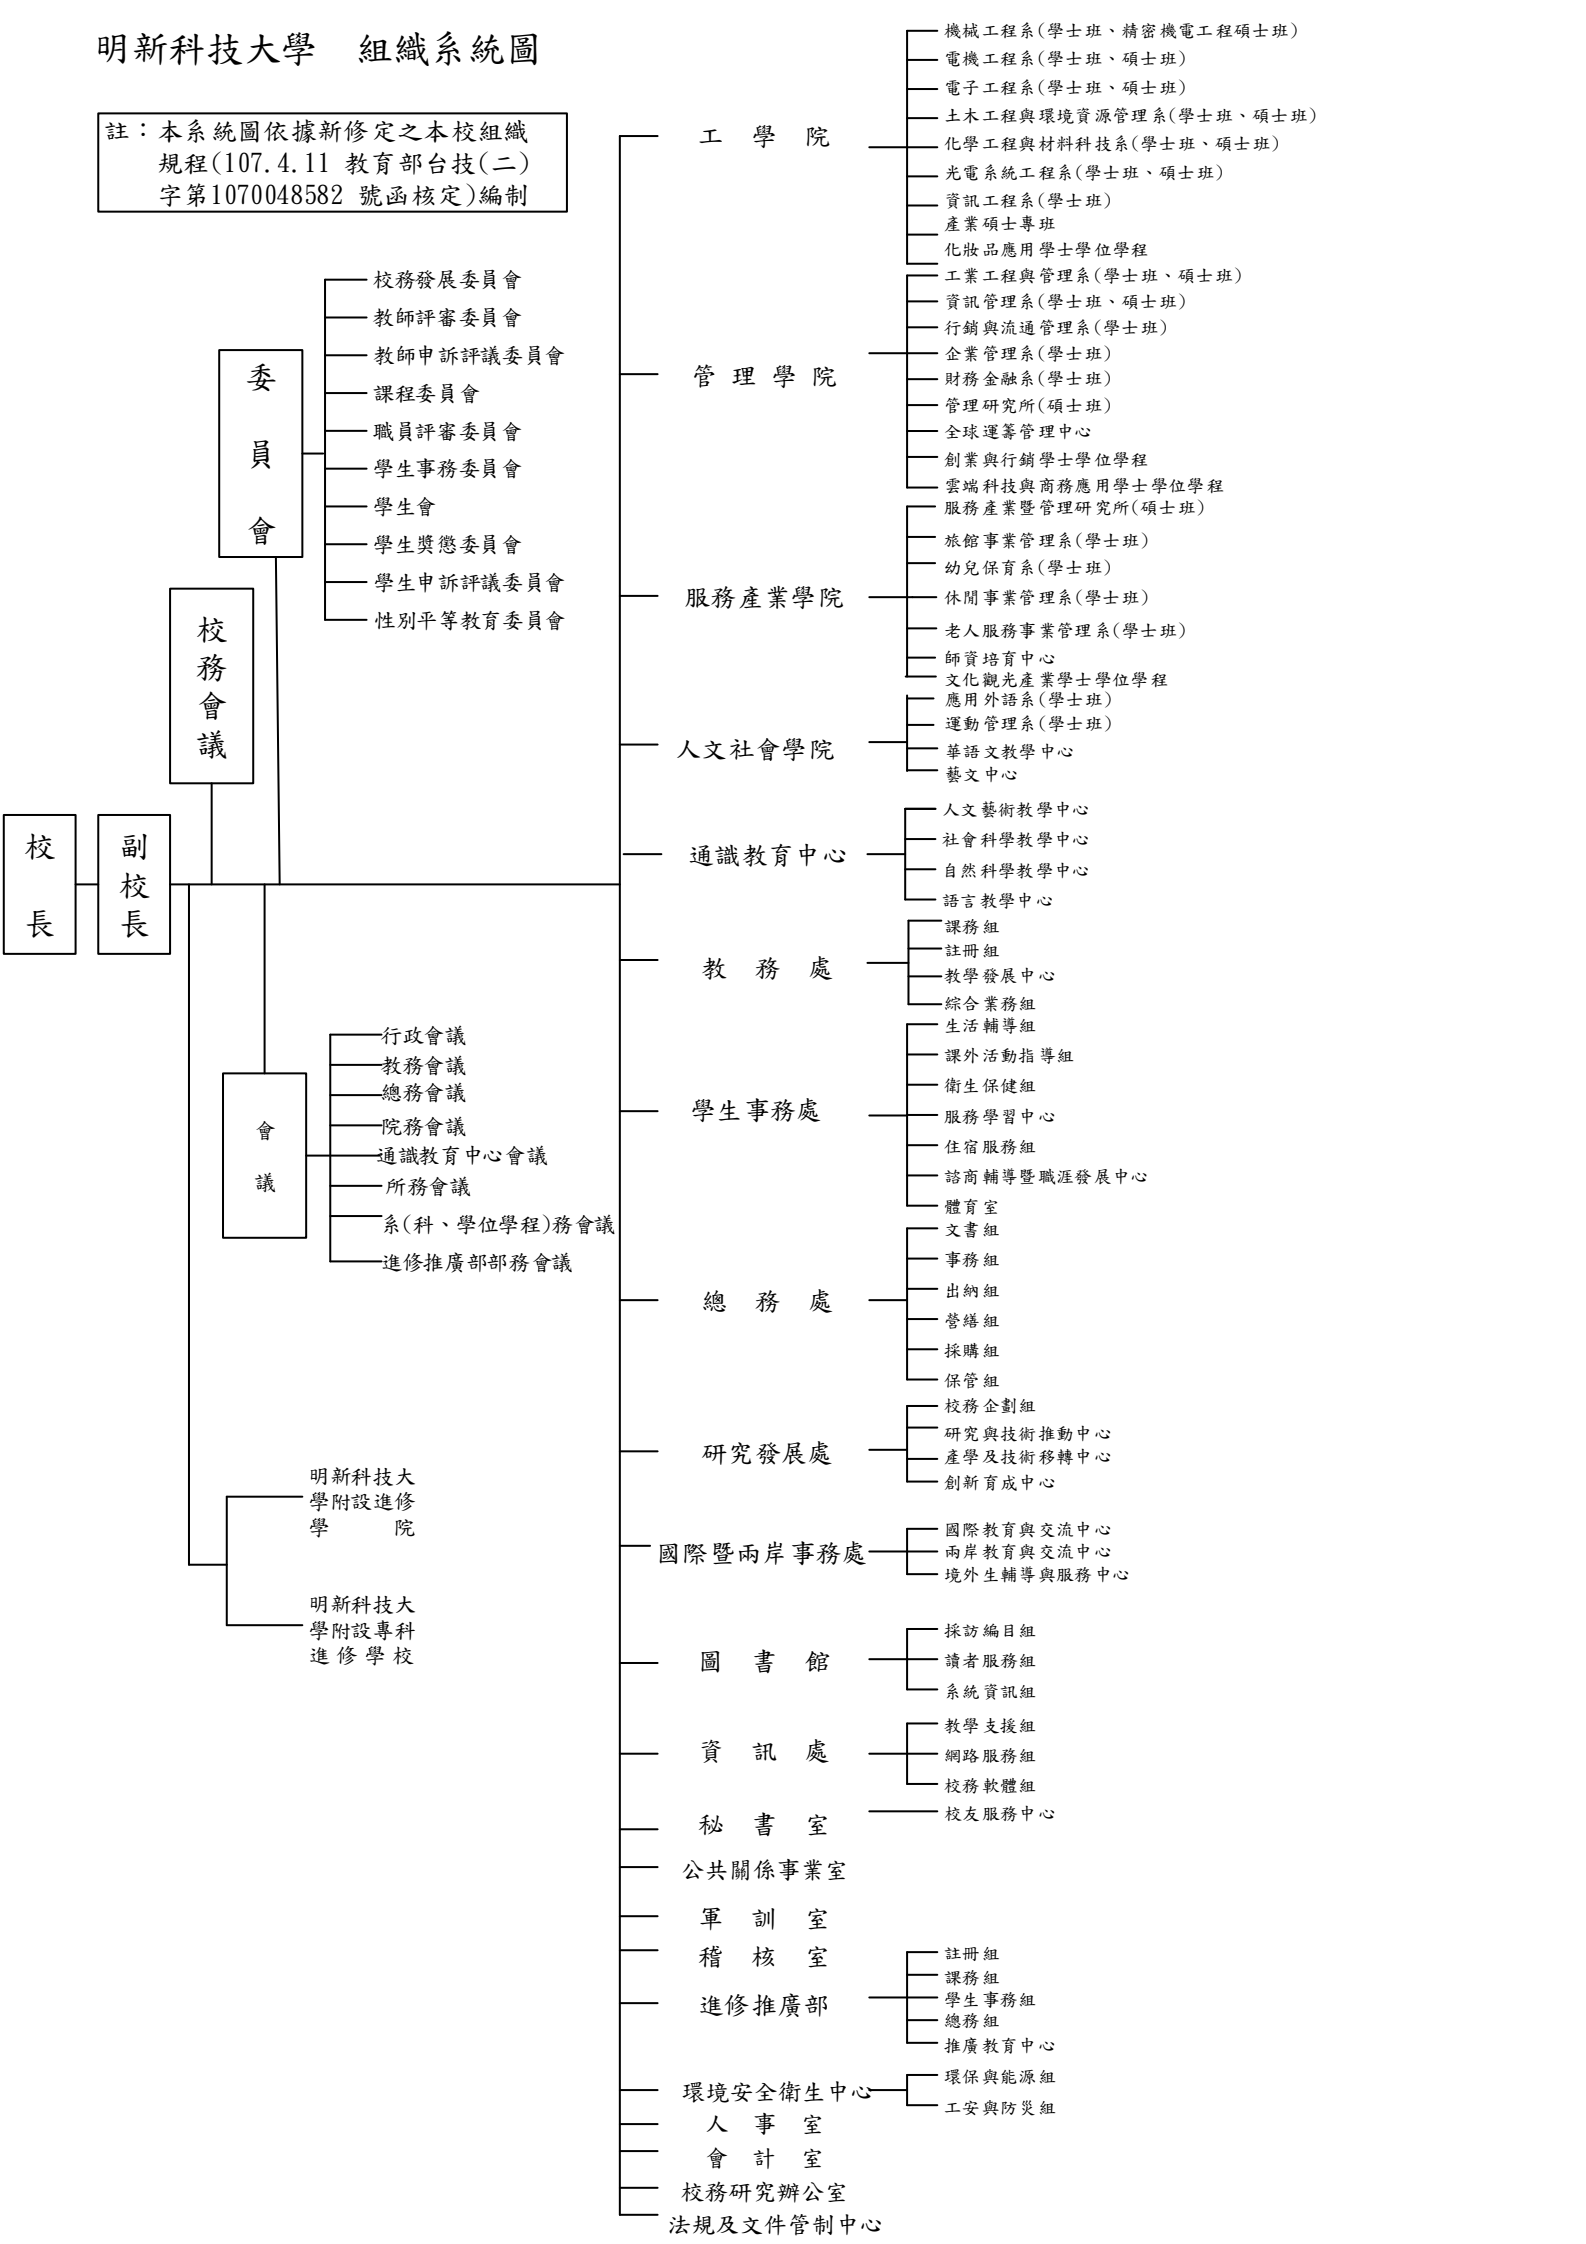 明新科技大學　組織系統圖
註：本系統圖依據新修定之本校組織
規程(107.4.11 教育部台技(二)
字第1070048582 號函核定)編制
校長
副校長
校務會議
委員會
校務發展委員會
教師評審委員會
教師申訴評議委員會
課程委員會
職員評審委員會
學生事務委員會
學生會
學生獎懲委員會
學生申訴評議委員會
性別平等教育委員會
會議
行政會議
教務會議
總務會議
院務會議
通識教育中心會議
所務會議
系(科、學位學程)務會議
進修推廣部部務會議
明新科技大
學附設進修
學　　　院
明新科技大
學附設專科
進修學校
工學院
機械工程系(學士班、精密機電工程碩士班)
電機工程系(學士班、碩士班)
電子工程系(學士班、碩士班)
土木工程與環境資源管理系(學士班、碩士班)
化學工程與材料科技系(學士班、碩士班)
光電系統工程系(學士班、碩士班)
資訊工程系(學士班)
產業碩士專班
化妝品應用學士學位學程
管理學院
工業工程與管理系(學士班、碩士班)
資訊管理系(學士班、碩士班)
行銷與流通管理系(學士班)
企業管理系(學士班)
財務金融系(學士班)
管理研究所(碩士班)
全球運籌管理中心
創業與行銷學士學位學程
雲端科技與商務應用學士學位學程
服務產業學院
服務產業暨管理研究所(碩士班)
旅館事業管理系(學士班)
幼兒保育系(學士班)
休閒事業管理系(學士班)
老人服務事業管理系(學士班)
師資培育中心
文化觀光產業學士學位學程
人文社會學院
應用外語系(學士班)
運動管理系(學士班)
華語文教學中心
藝文中心
通識教育中心
人文藝術教學中心
社會科學教學中心
自然科學教學中心
語言教學中心
教務處
課務組
註冊組
教學發展中心
綜合業務組
學生事務處
生活輔導組
課外活動指導組
衛生保健組
服務學習中心
住宿服務組
諮商輔導暨職涯發展中心
體育室
總務處
文書組
事務組
出納組
營繕組
採購組
保管組
研究發展處
校務企劃組
研究與技術推動中心
產學及技術移轉中心
創新育成中心
國際暨兩岸事務處
國際教育與交流中心
兩岸教育與交流中心
境外生輔導與服務中心
圖書館
採訪編目組
讀者服務組
系統資訊組
資訊處
教學支援組
網路服務組
校務軟體組
秘書室
校友服務中心
公共關係事業室
軍訓室
稽核室
進修推廣部
註冊組
課務組
學生事務組
總務組
推廣教育中心
環境安全衛生中心
環保與能源組
工安與防災組
人事室
會計室
校務研究辦公室
法規及文件管制中心